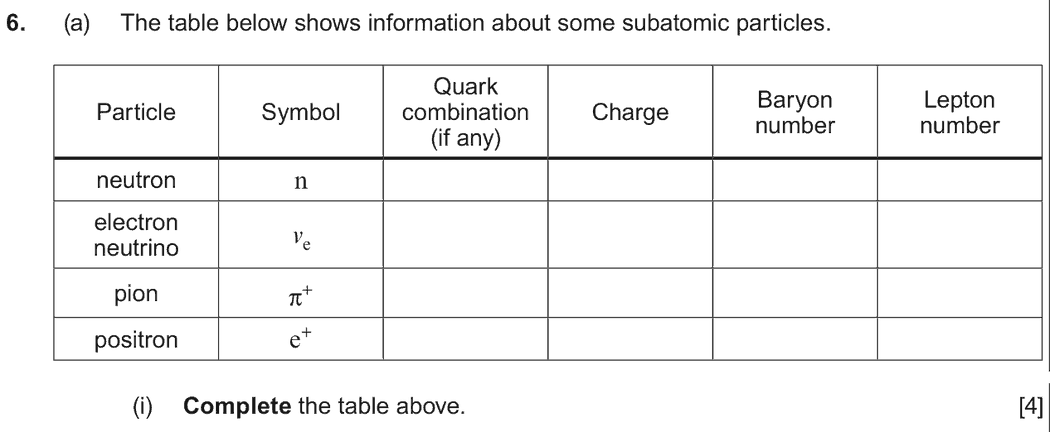 6. (a) The table below shows information about some subatomic particles.
Particle Symbol Quark combination (if any) Charge Baryon number Lepton number
neutron n
electron neutrino νe
pion π+
positron e+
(i) Complete the table above. [4]